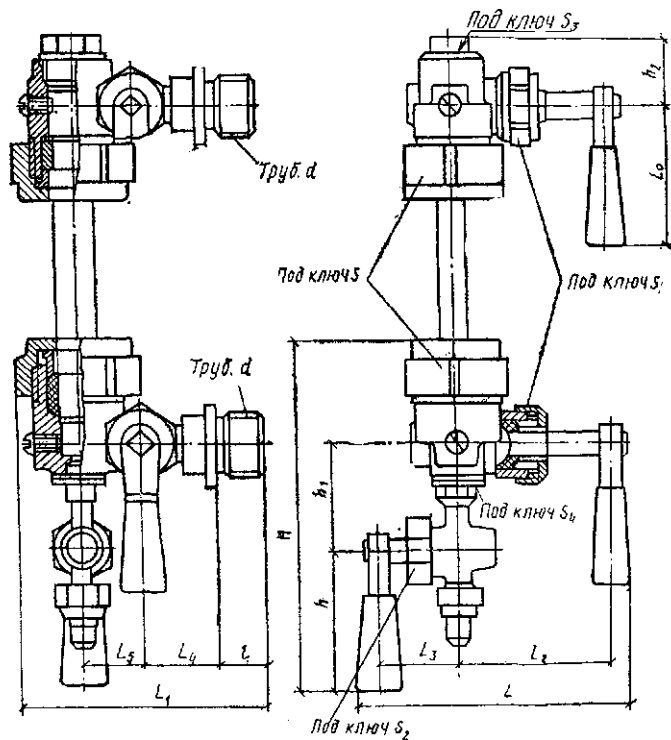 Под ключ S₃
h₂
L₀
Труб. d
Под ключ S
Под ключ S₁
Труб. d
h₁
Под ключ S₄
H
h
L₅
L₄
l
L₃
l₂
L₁
L
Под ключ S₂